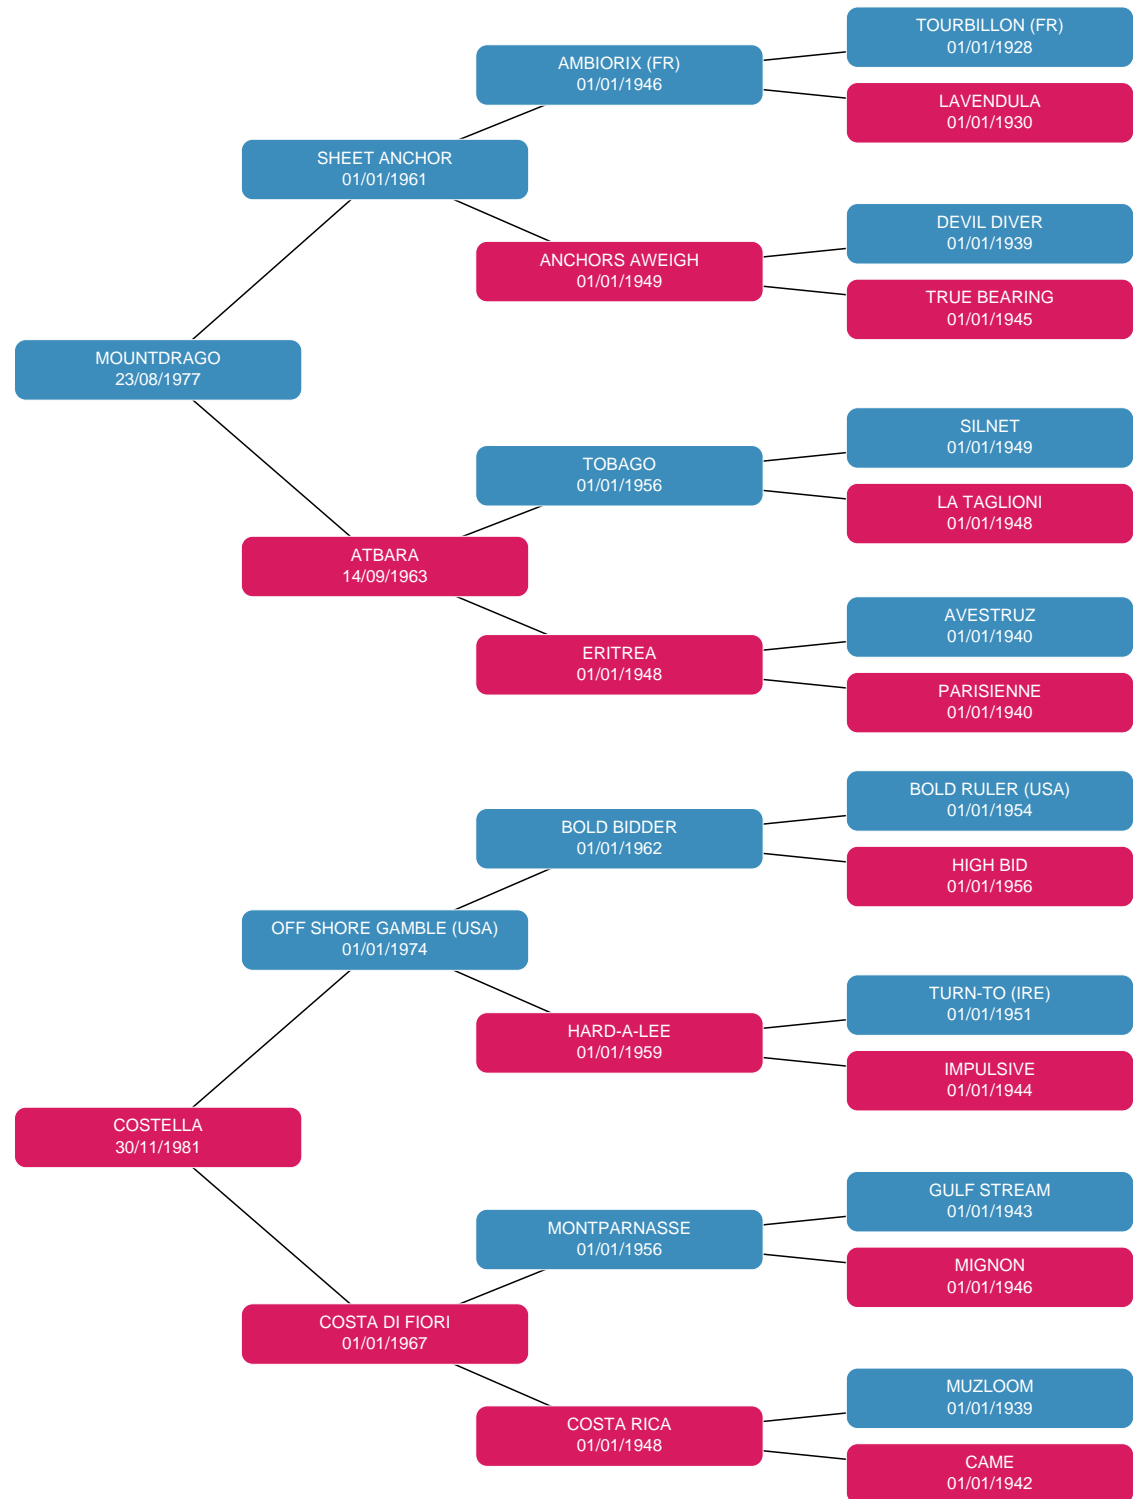 TOURBILLON (FR)
01/01/1928
AMBIORIX (FR)
01/01/1946
LAVENDULA
01/01/1930
SHEET ANCHOR
01/01/1961
DEVIL DIVER
01/01/1939
ANCHORS AWEIGH
01/01/1949
TRUE BEARING
01/01/1945
MOUNTDRAGO
23/08/1977
SILNET
01/01/1949
TOBAGO
01/01/1956
LA TAGLIONI
01/01/1948
ATBARA
14/09/1963
AVESTRUZ
01/01/1940
ERITREA
01/01/1948
PARISIENNE
01/01/1940
BOLD RULER (USA)
01/01/1954
BOLD BIDDER
01/01/1962
HIGH BID
01/01/1956
OFF SHORE GAMBLE (USA)
01/01/1974
TURN-TO (IRE)
01/01/1951
HARD-A-LEE
01/01/1959
IMPULSIVE
01/01/1944
COSTELLA
30/11/1981
GULF STREAM
01/01/1943
MONTPARNASSE
01/01/1956
MIGNON
01/01/1946
COSTA DI FIORI
01/01/1967
MUZLOOM
01/01/1939
COSTA RICA
01/01/1948
CAME
01/01/1942